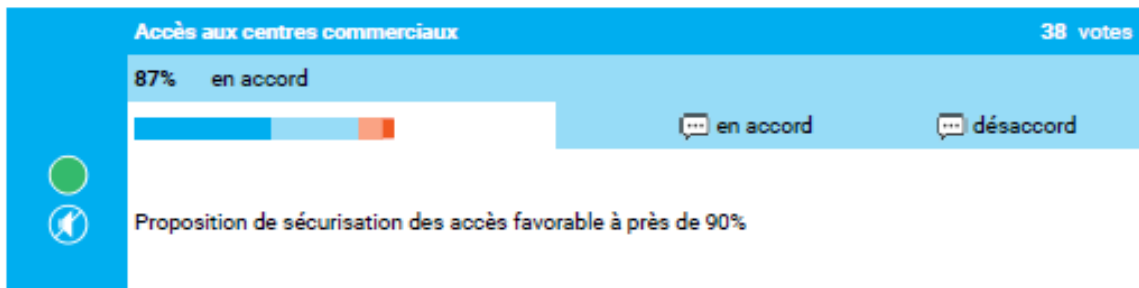 Accès aux centres commerciaux 38 votes
87% en accord
en accord désaccord
Proposition de sécurisation des accès favorable à près de 90%